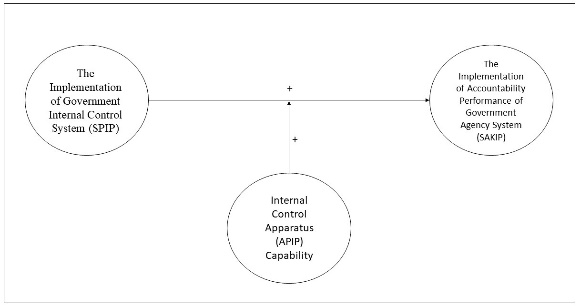 The
Implementation
of Government
Internal Control
System (SPIP)
+
The
Implementation
of Accountability
Performance of
Government
Agency System
(SAKIP)
+
Internal
Control
Apparatus
(APIP)
Capability